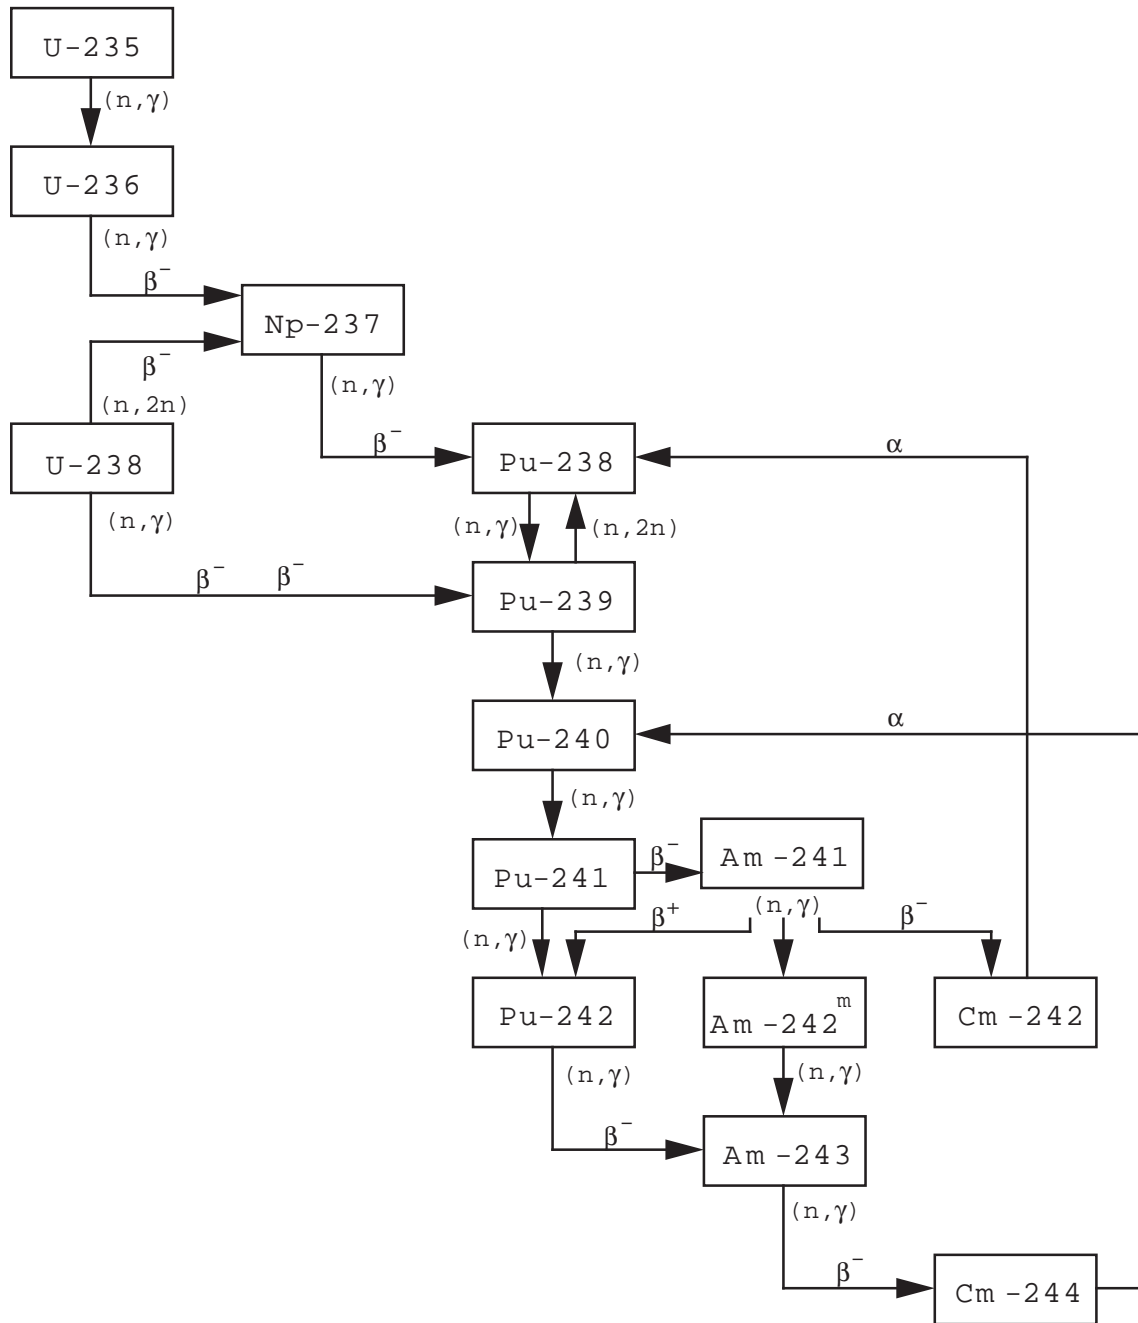 U-235
(n,γ)
U-236
(n,γ)
β⁻
Np-237
β⁻
(n,2n)
(n,γ)
U-238
β⁻
Pu-238
α
(n,γ)
(n,γ)
(n,2n)
β⁻ β⁻
Pu-239
(n,γ)
Pu-240
α
(n,γ)
Pu-241
β⁻
Am-241
(n,γ)
β⁺
(n,γ)
β⁻
Pu-242
Am-242ᵐ
Cm-242
(n,γ)
(n,γ)
β⁻
Am-243
(n,γ)
β⁻
Cm-244